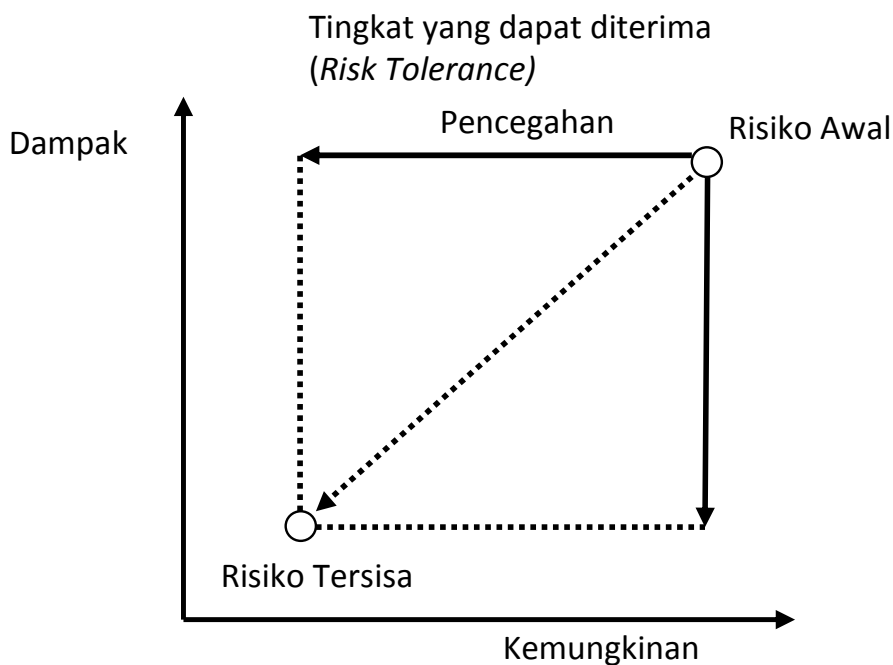 Tingkat yang dapat diterima
(Risk Tolerance)
Pencegahan
Risiko Awal
Dampak
Risiko Tersisa
Kemungkinan